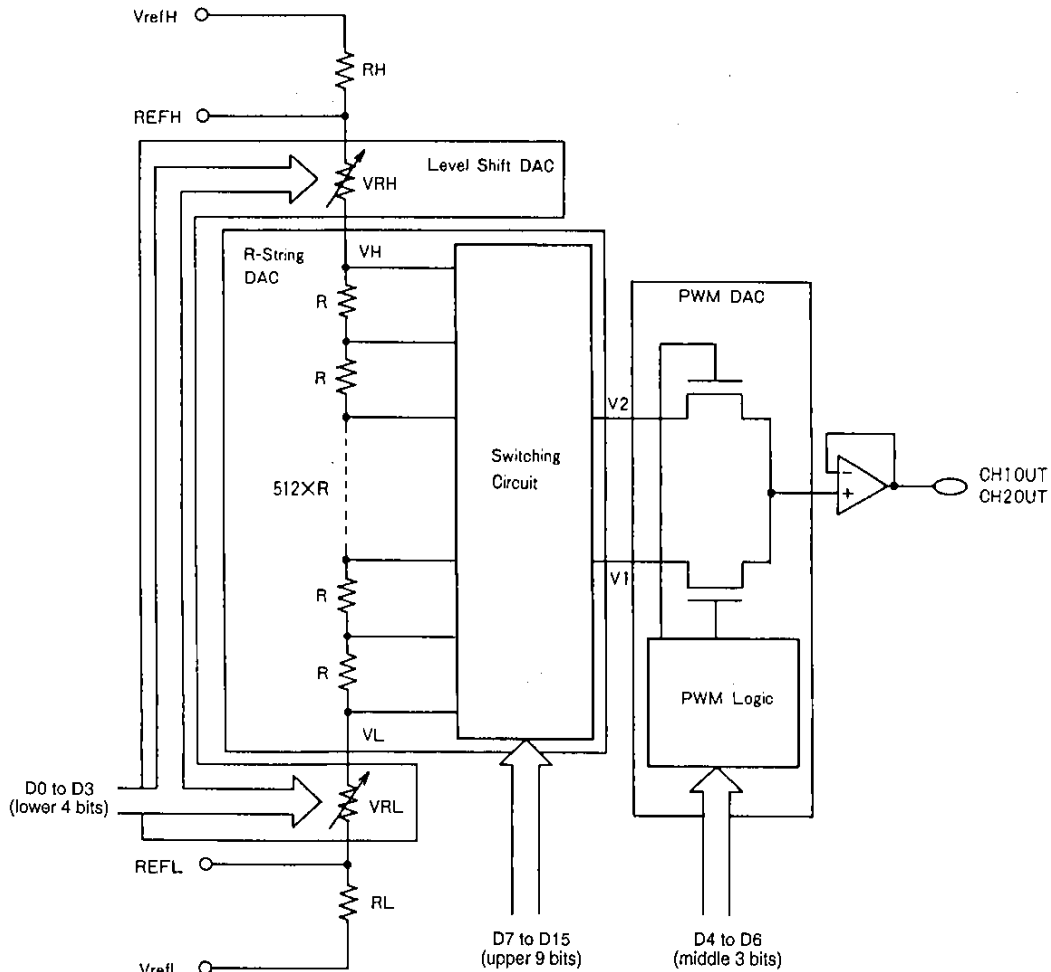 VrefH
RH
REFH
Level Shift DAC
VRH
R-String
DAC
VH
R
PWM DAC
R
V2
Switching
Circuit
512×R
CH1OUT
CH2OUT
V1
R
R
PWM Logic
VL
D0 to D3
(lower 4 bits)
VRL
REFL
RL
D7 to D15
(upper 9 bits)
D4 to D6
(middle 3 bits)
VrefL